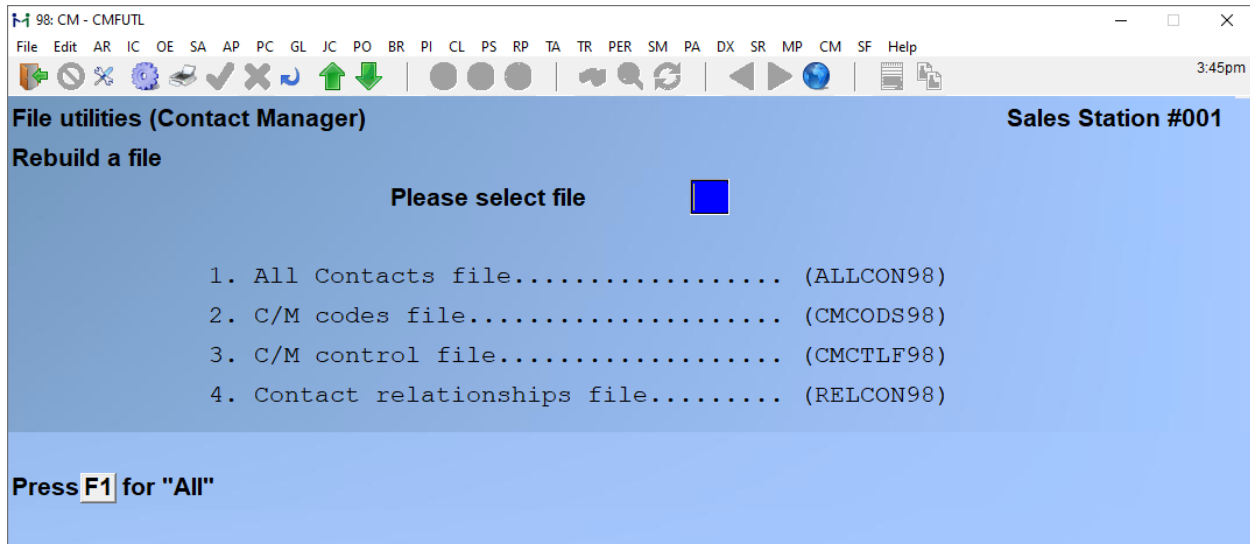 98: CM - CMFUTL
File Edit AR IC OE SA AP PC GL JC PO BR PI CL PS RP TA TR PER SM PA DX SR MP CM SF Help
3:45pm
File utilities (Contact Manager) Sales Station #001
Rebuild a file
Please select file
1. All Contacts file.................. (ALLCON98)
2. C/M codes file..................... (CMCODS98)
3. C/M control file................... (CMCTLF98)
4. Contact relationships file......... (RELCON98)
Press F1 for "All"